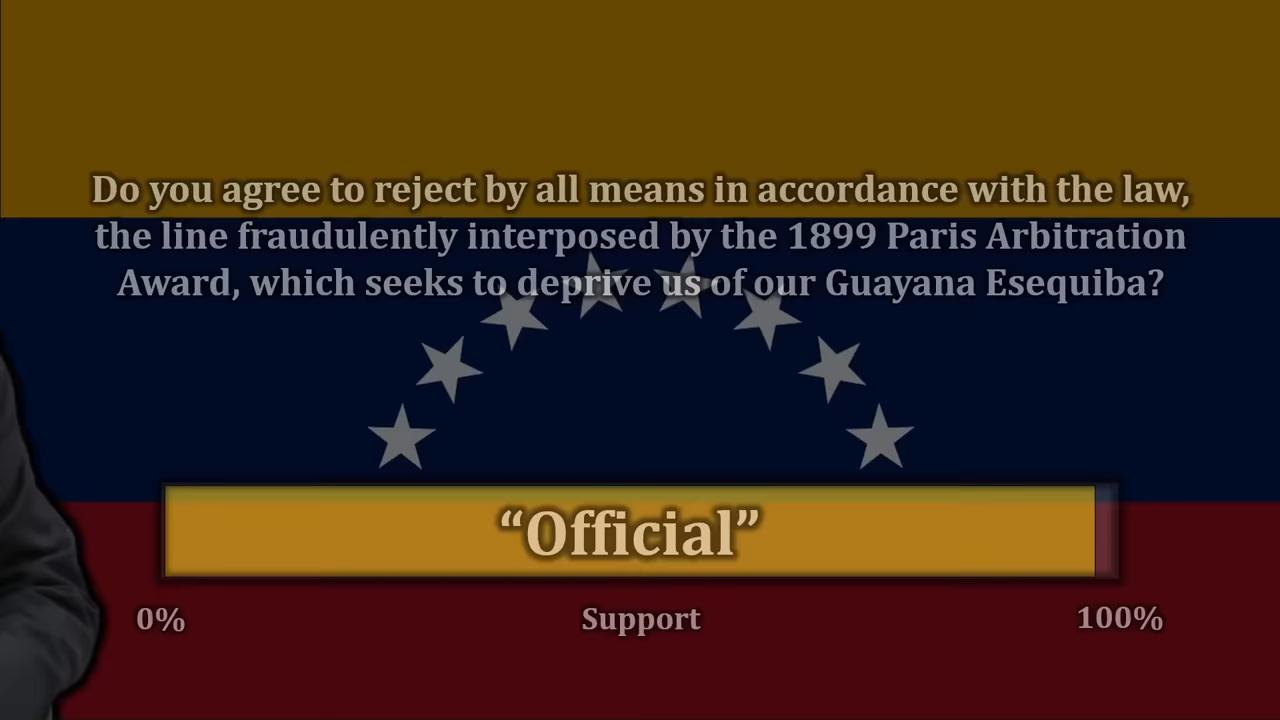 Do you agree to reject by all means in accordance with the law,
the line fraudulently interposed by the 1899 Paris Arbitration
Award, which seeks to deprive us of our Guayana Esequiba?
“Official”
0% Support 100%